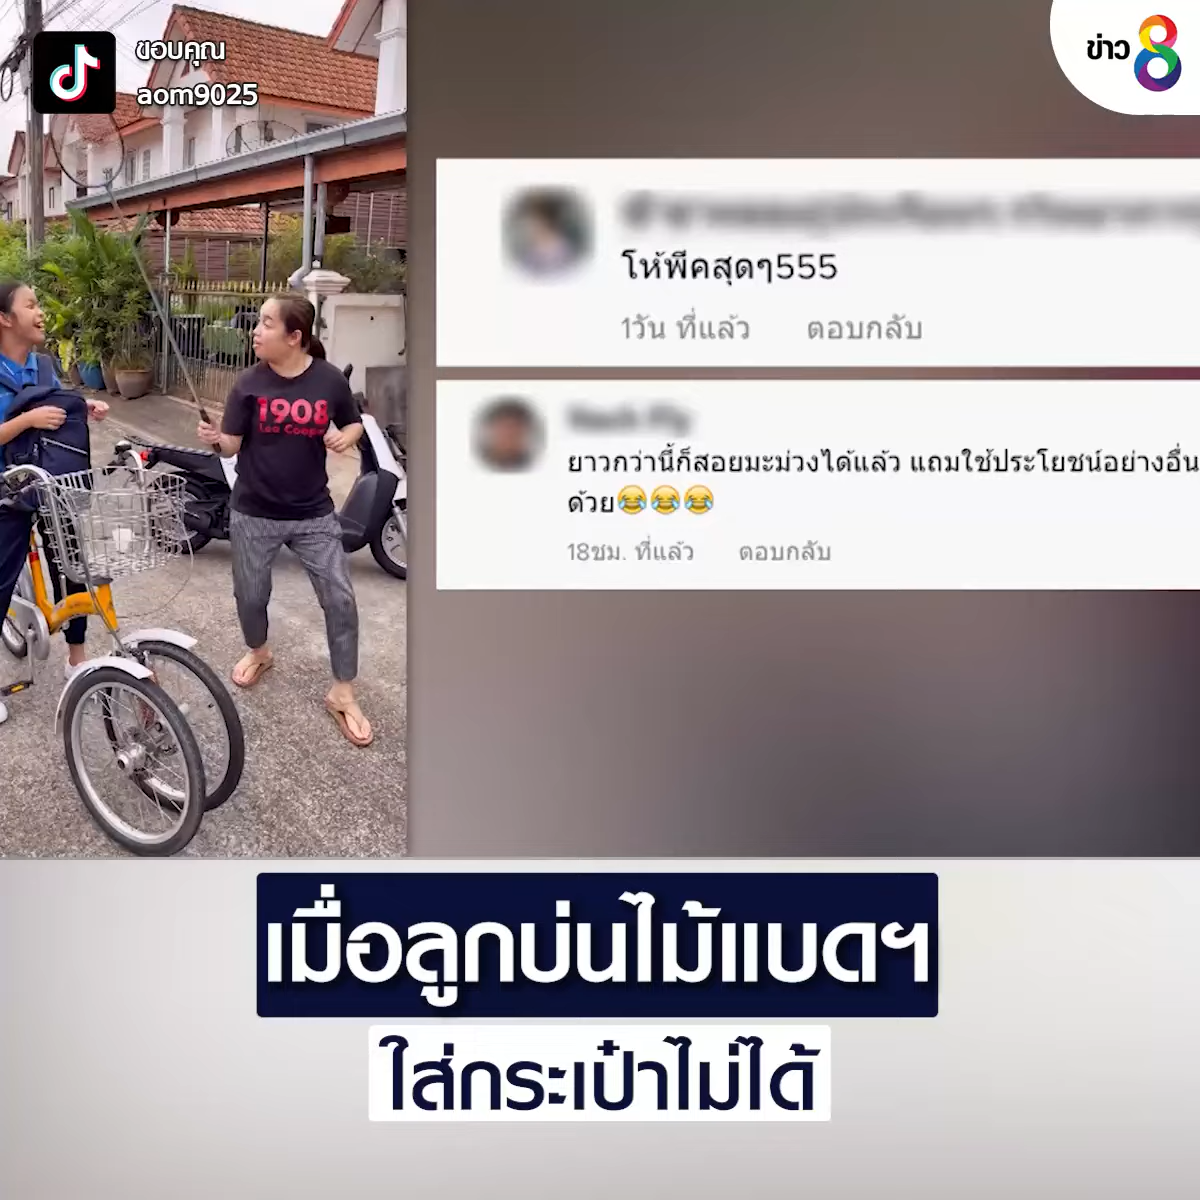 ขอบคุณ
aom9025
ข่าว 8
1908
Lee Cooper
โห้พีคสุดๆ555
1วัน ที่แล้ว ตอบกลับ
ยาวกว่านี้ก็สอยมะม่วงได้แล้ว แถมใช้ประโยชน์อย่างอื่น
ด้วย😂😂😂
18ชม. ที่แล้ว ตอบกลับ
เมื่อลูกบ่นไม้แบดฯ
ใส่กระเป๋าไม่ได้